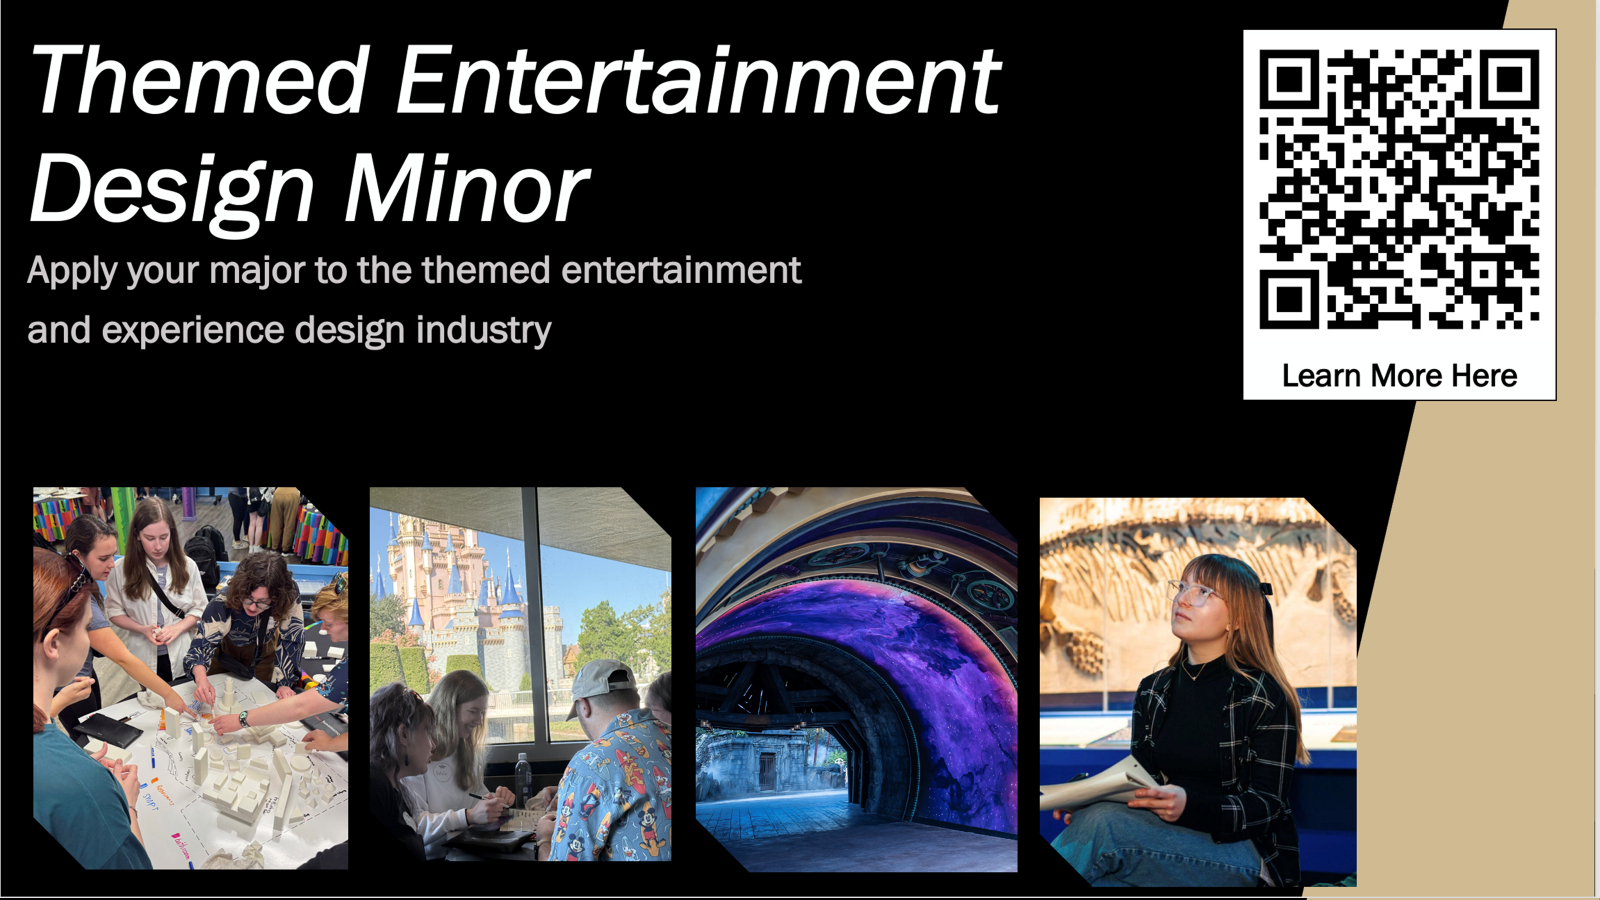 Themed Entertainment
Design Minor
Apply your major to the themed entertainment
and experience design industry
Learn More Here